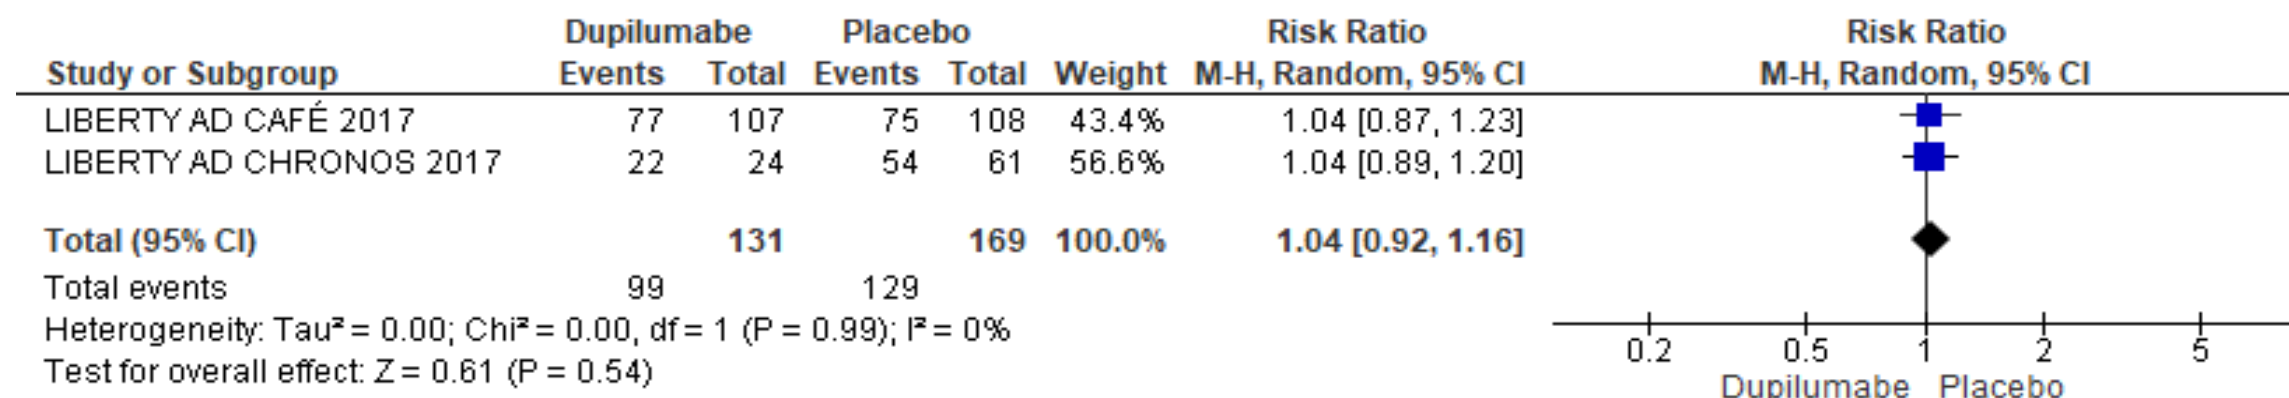 Dupilumabe Placebo Risk Ratio Risk Ratio
Study or Subgroup Events Total Events Total Weight M-H, Random, 95% CI M-H, Random, 95% CI
LIBERTY AD CAFÉ 2017 77 107 75 108 43.4% 1.04 [0.87, 1.23]
LIBERTY AD CHRONOS 2017 22 24 54 61 56.6% 1.04 [0.89, 1.20]
Total (95% CI) 131 169 100.0% 1.04 [0.92, 1.16]
Total events 99 129
Heterogeneity: Tau² = 0.00; Chi² = 0.00, df = 1 (P = 0.99); I² = 0%
Test for overall effect: Z = 0.61 (P = 0.54)
0.2 0.5 1 2 5
Dupilumabe Placebo